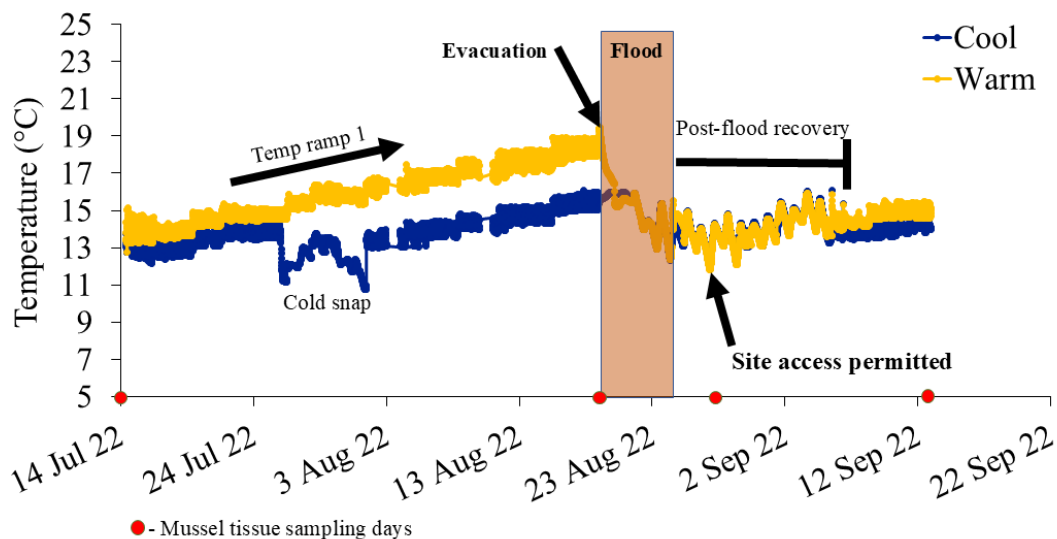 25
23
21
19
17
15
13
11
9
7
5
Temperature (°C)
Evacuation
Flood
Cool
Warm
Temp ramp 1
Post-flood recovery
Cold snap
Site access permitted
14 Jul 22
24 Jul 22
3 Aug 22
13 Aug 22
23 Aug 22
2 Sep 22
12 Sep 22
22 Sep 22
- Mussel tissue sampling days